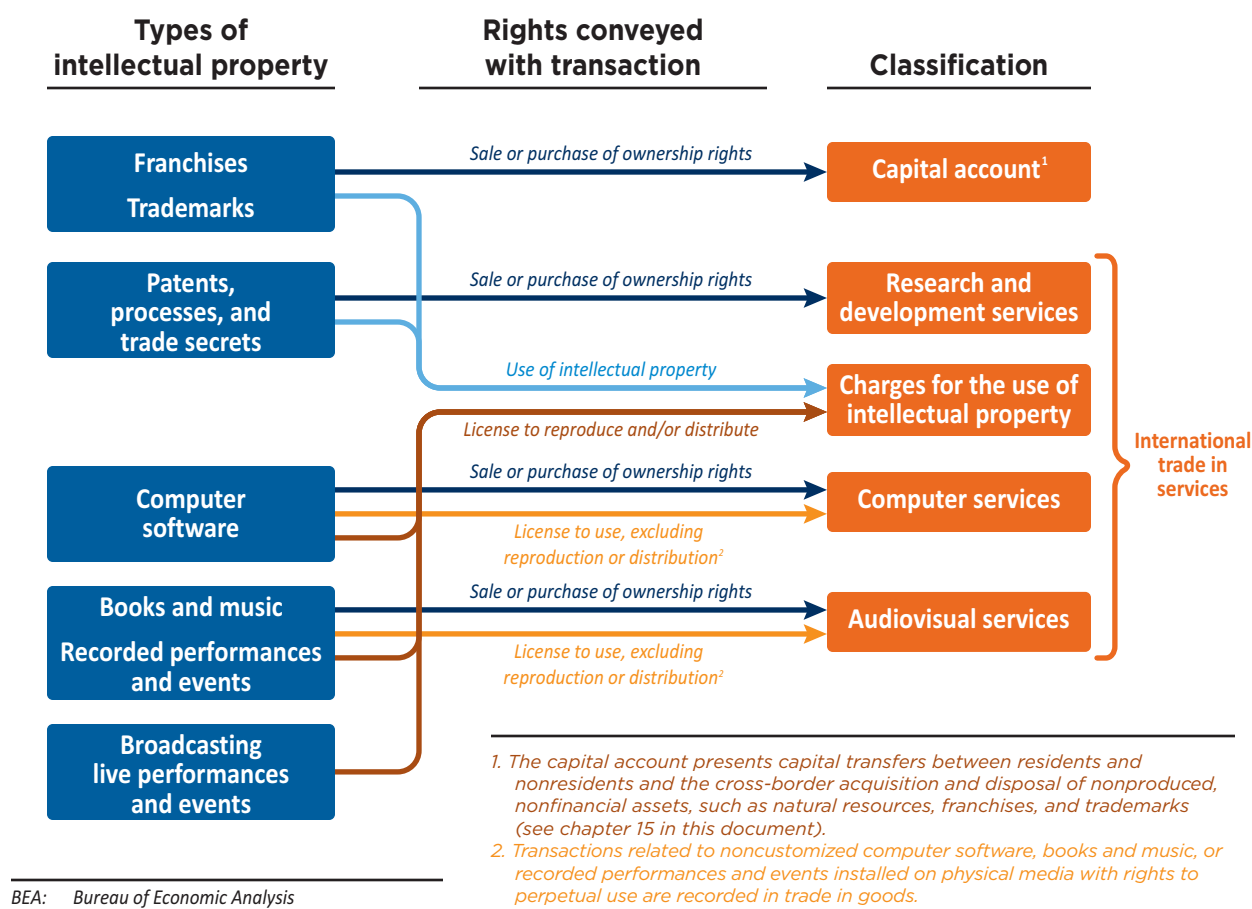 Types of
intellectual property
Rights conveyed
with transaction
Classification
Franchises
Trademarks
Sale or purchase of ownership rights
Capital account1
Patents,
processes, and
trade secrets
Sale or purchase of ownership rights
Research and
development services
Use of intellectual property
Charges for the use of
intellectual property
License to reproduce and/or distribute
International
trade in
services
Computer
software
Sale or purchase of ownership rights
Computer services
License to use, excluding
reproduction or distribution2
Books and music
Recorded performances
and events
Sale or purchase of ownership rights
Audiovisual services
License to use, excluding
reproduction or distribution2
Broadcasting
live performances
and events
1. The capital account presents capital transfers between residents and
nonresidents and the cross-border acquisition and disposal of nonproduced,
nonfinancial assets, such as natural resources, franchises, and trademarks
(see chapter 15 in this document).
2. Transactions related to noncustomized computer software, books and music, or
recorded performances and events installed on physical media with rights to
perpetual use are recorded in trade in goods.
BEA: Bureau of Economic Analysis